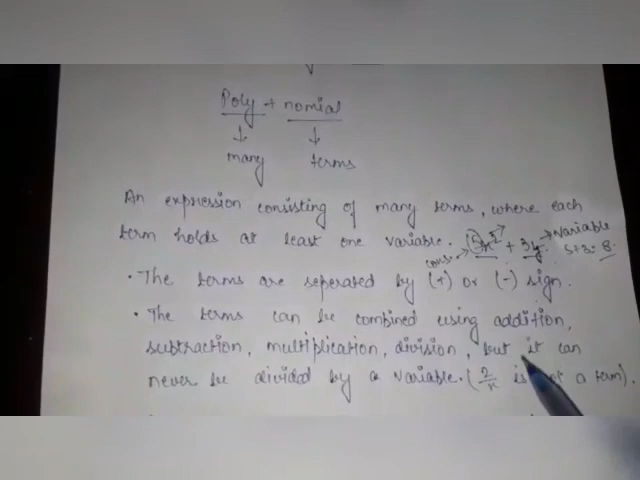 Poly + nomial
many terms
An expression consisting of many terms, where each
term holds at least one variable. 5x² + 3y variable
cons. 5+3=8
• The terms are seperated by (+) or (-) sign.
• The terms can be combined using addition,
subtraction, multiplication, division, but it can
never be divided by a variable. (2/x is a term).